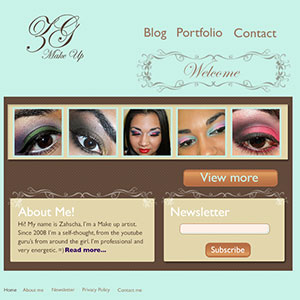 ZG
Make Up
Blog Portfolio Contact
Welcome
View more
About Me!
Hi! My name is Zahscha. I'm a Make up artist.
Since 2008 I'm a self-thought, from the youtube
guru's from around the girl. I'm professional and
very energetic. =) Read more...
Newsletter
Subscribe
Home About me Newsletter Privacy Policy Contact me